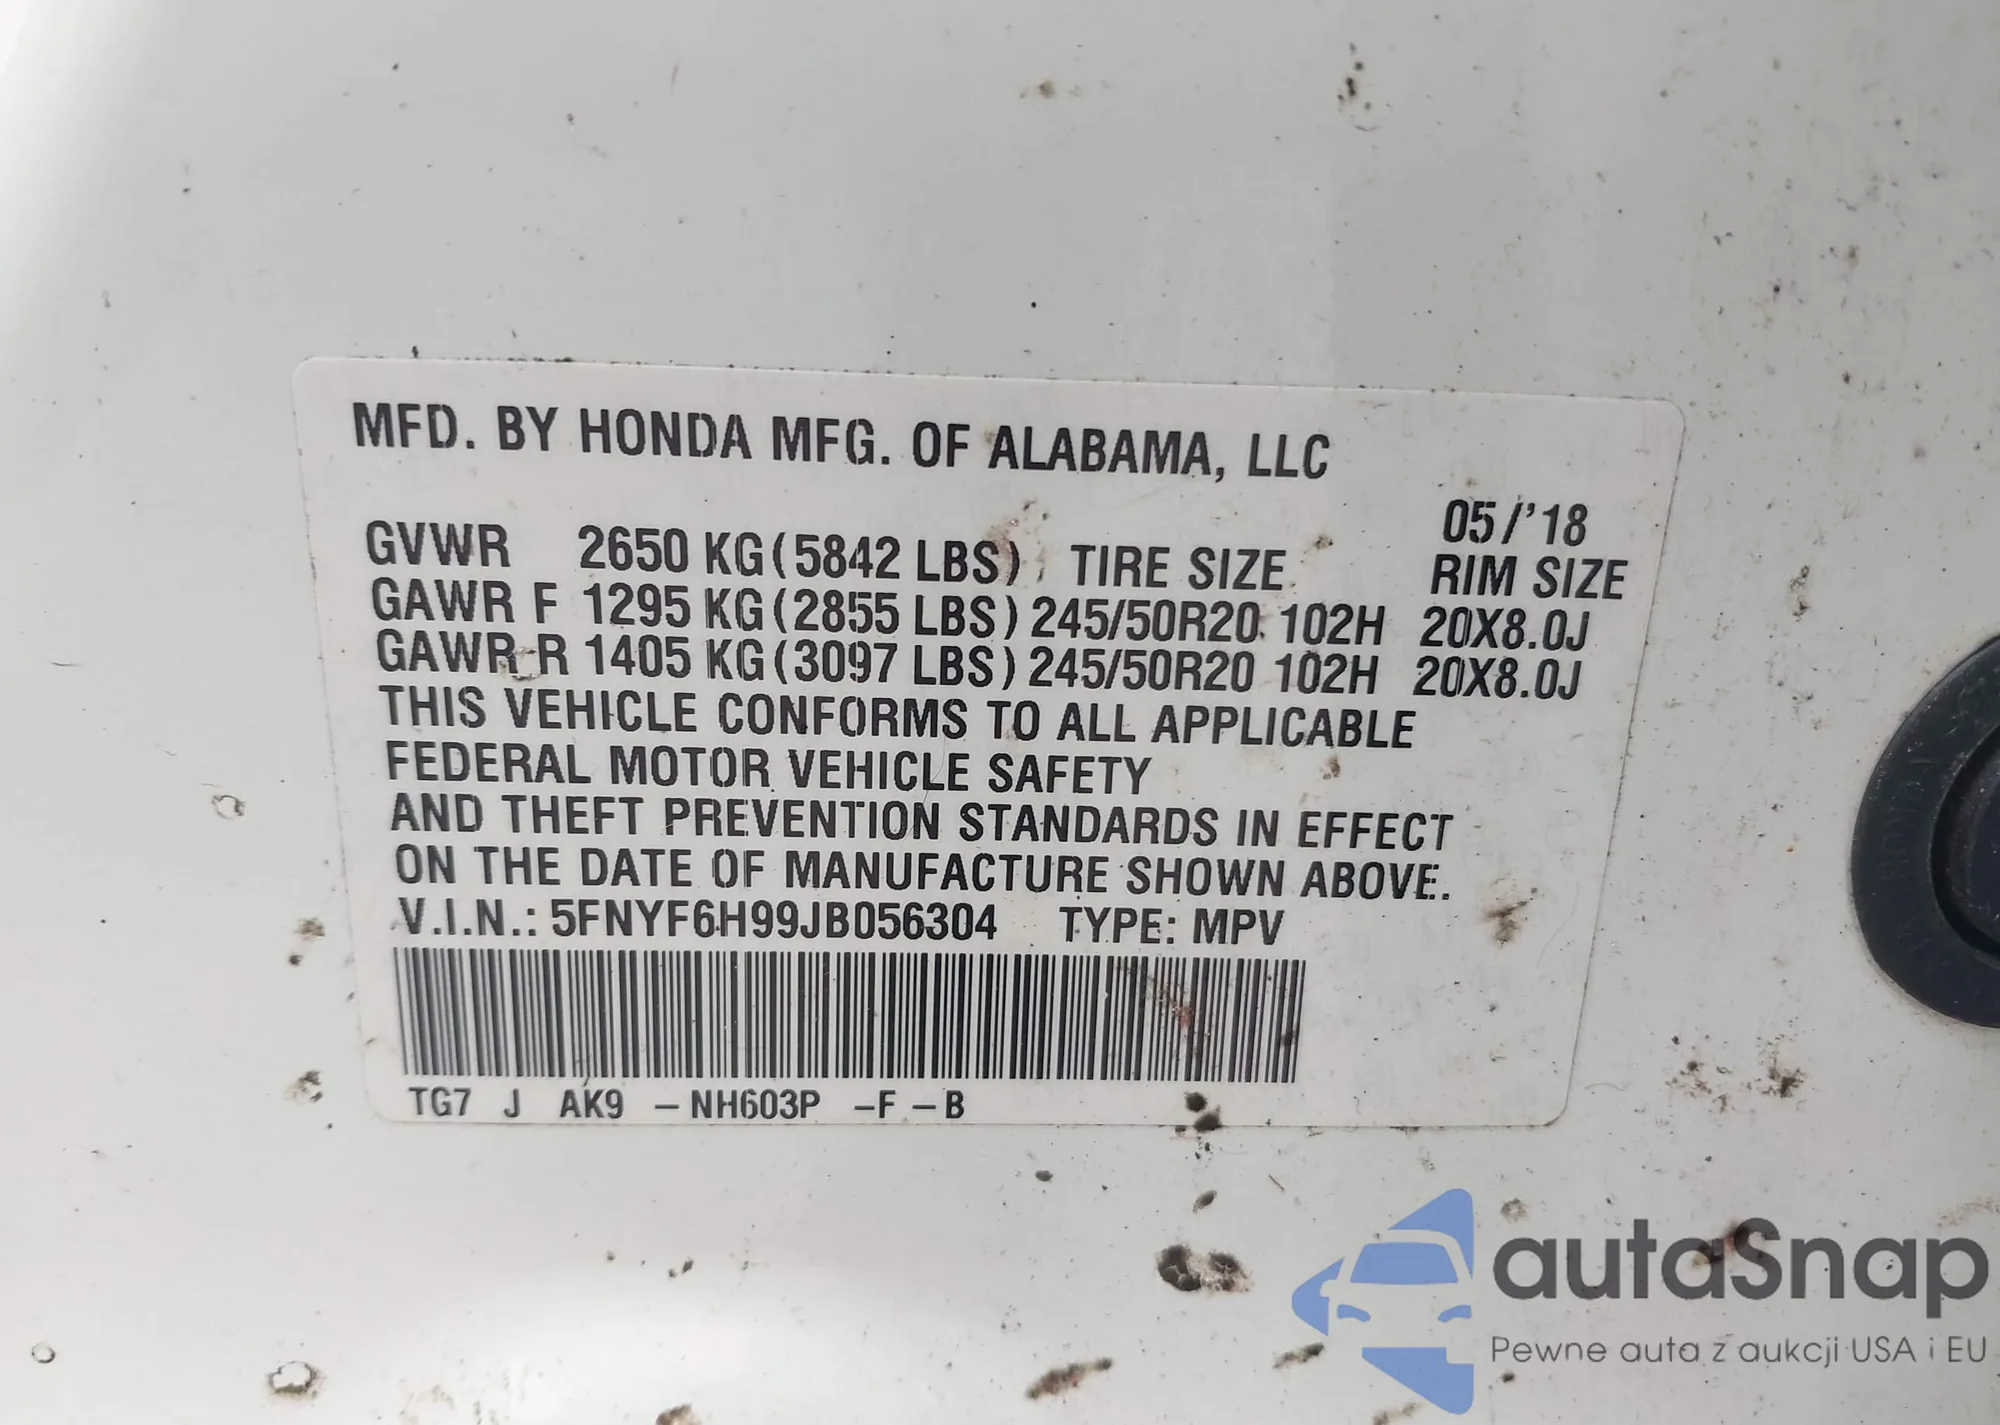 MFD. BY HONDA MFG. OF ALABAMA, LLC
05/'18
GVWR 2650 KG(5842 LBS) TIRE SIZE RIM SIZE
GAWR F 1295 KG(2855 LBS) 245/50R20 102H 20X8.0J
GAWR R 1405 KG(3097 LBS) 245/50R20 102H 20X8.0J
THIS VEHICLE CONFORMS TO ALL APPLICABLE
FEDERAL MOTOR VEHICLE SAFETY
AND THEFT PREVENTION STANDARDS IN EFFECT
ON THE DATE OF MANUFACTURE SHOWN ABOVE.
V.I.N.: 5FNYF6H99JB056304 TYPE: MPV
TG7 J AK9 – NH603P –F – B
autaSnap
Pewne auta z aukcji USA i EU